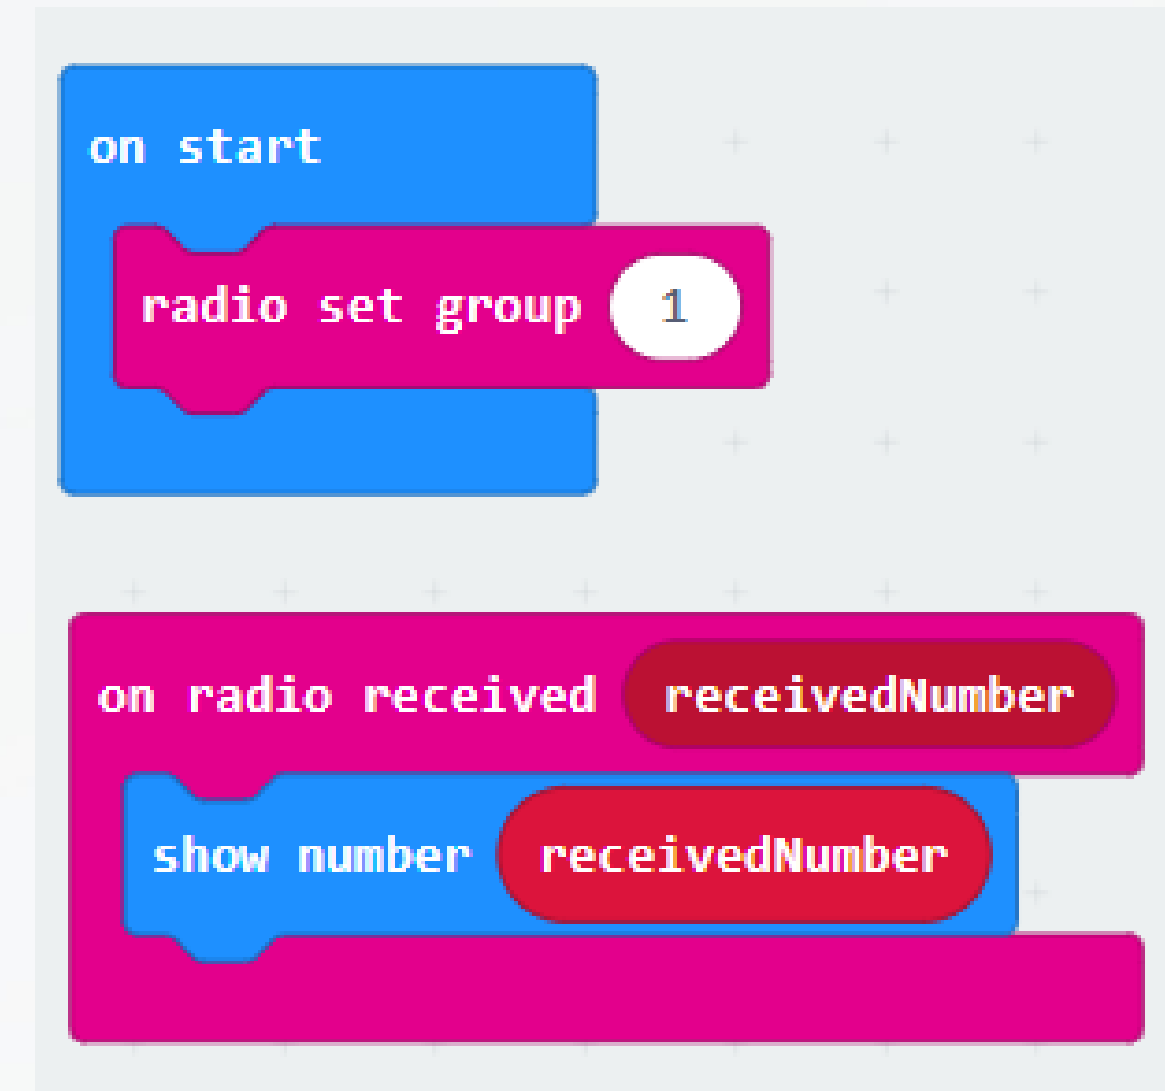 on start
radio set group 1
on radio received receivedNumber
show number receivedNumber